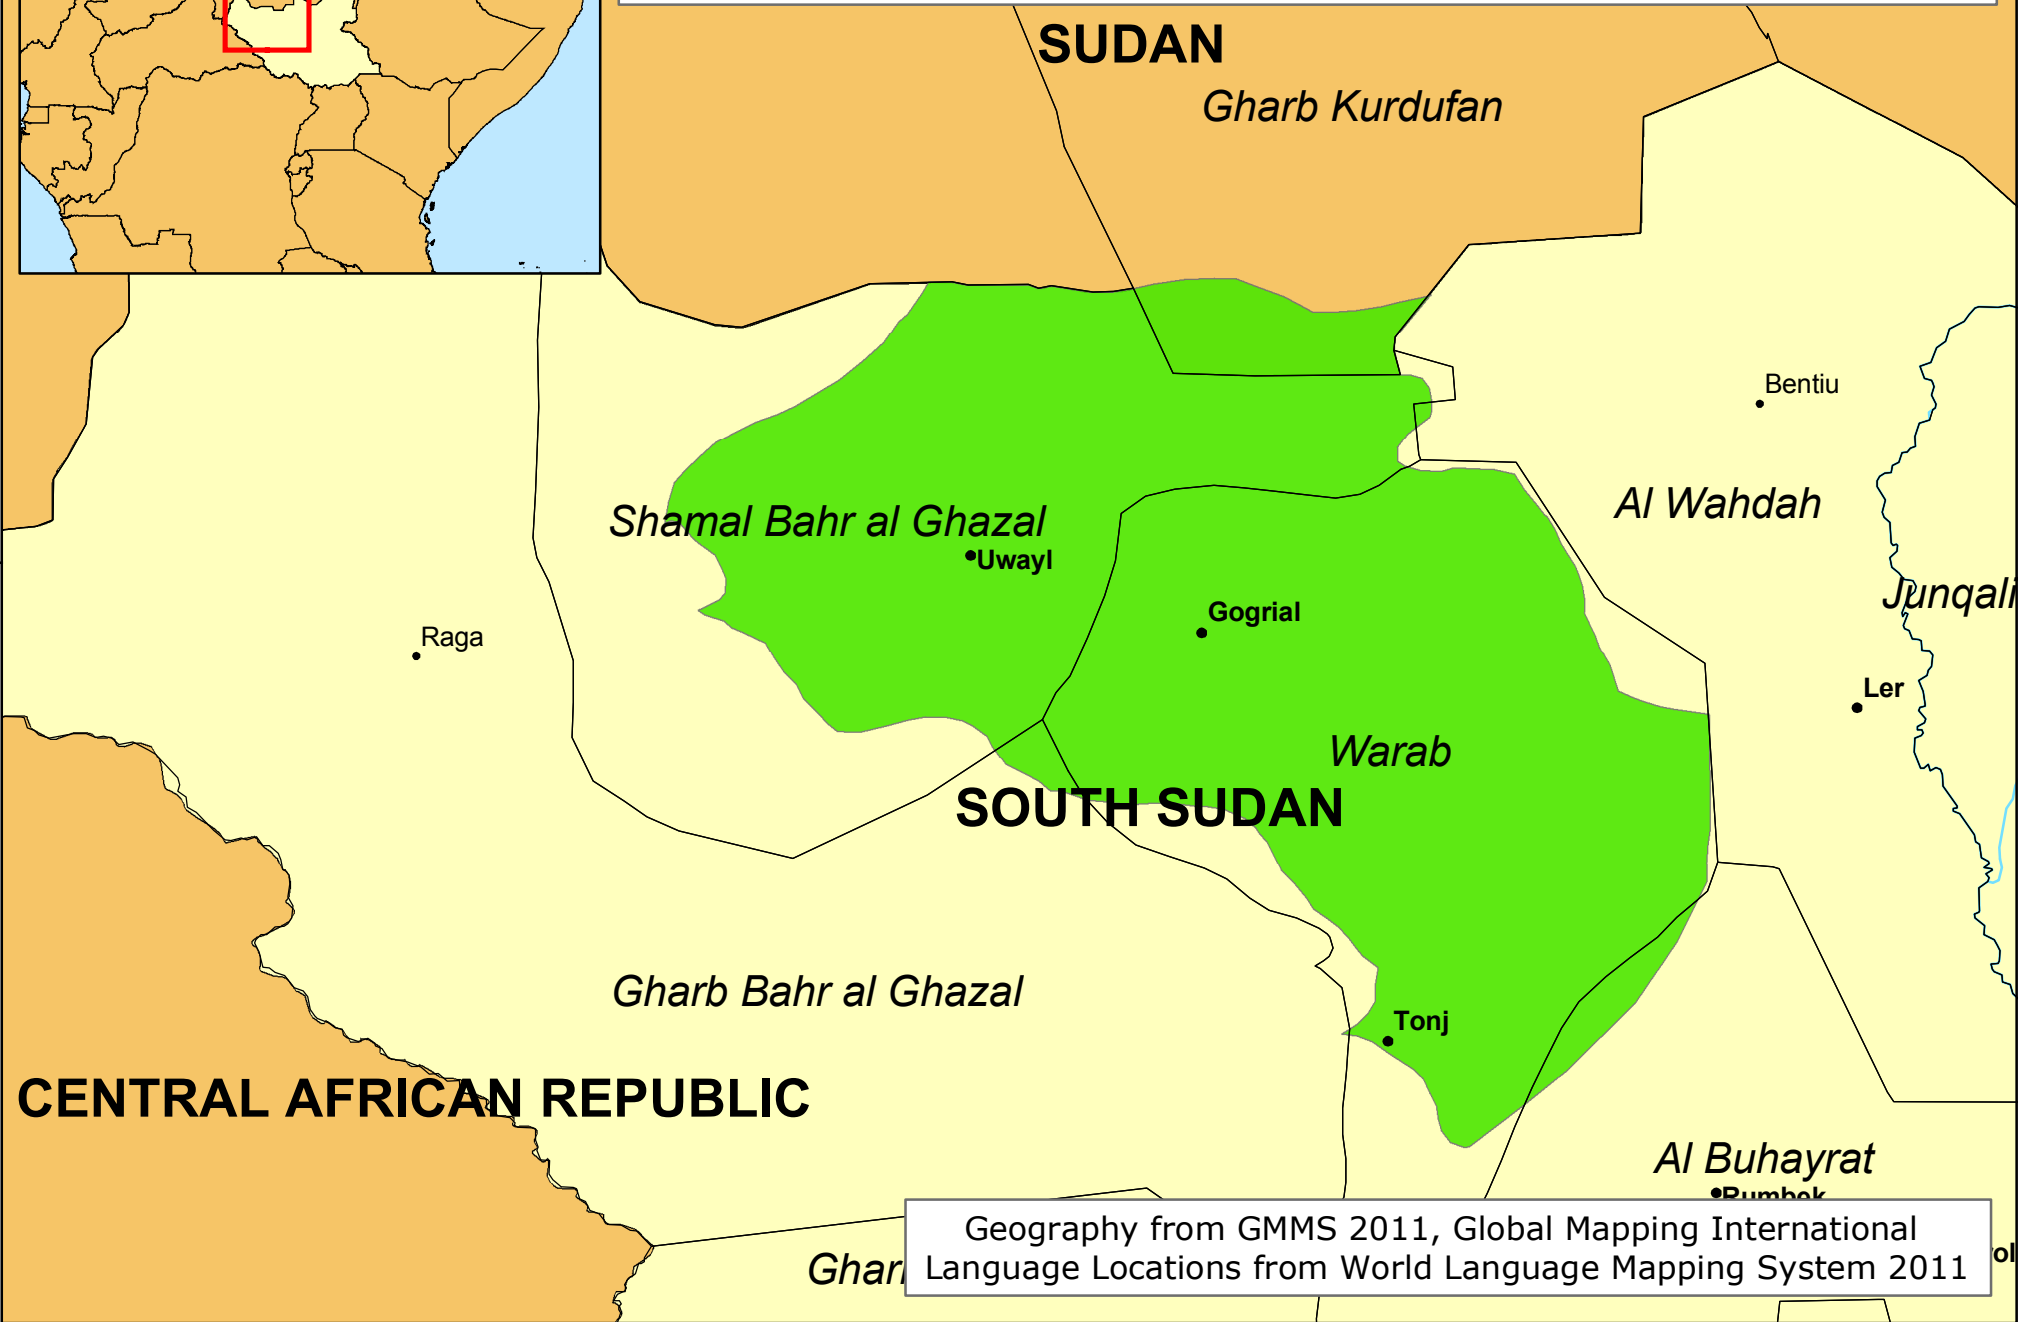 SUDAN
Gharb Kurdufan
Bentiu
Al Wahdah
Shamal Bahr al Ghazal
Uwayl
Junqali
Gogrial
Raga
Ler
Warab
SOUTH SUDAN
Gharb Bahr al Ghazal
Tonj
CENTRAL AFRICAN REPUBLIC
Al Buhayrat
Rumbek
Geography from GMMS 2011, Global Mapping International
Language Locations from World Language Mapping System 2011